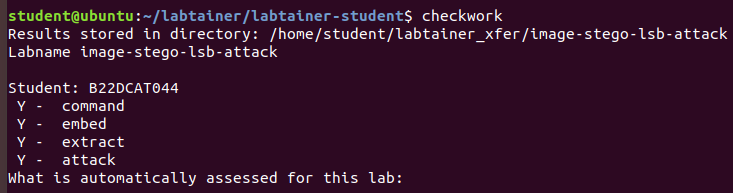 student@ubuntu:~/labtainer/labtainer-student$ checkwork
Results stored in directory: /home/student/labtainer_xfer/image-stego-lsb-attack
Labname image-stego-lsb-attack
Student: B22DCAT044
Y - command
Y - embed
Y - extract
Y - attack
What is automatically assessed for this lab: